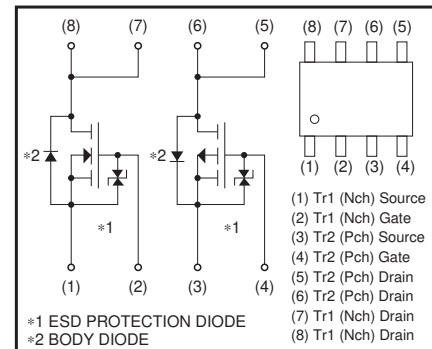 (8) (7) (6) (5)
*2 *2
*1 *1
(1) (2) (3) (4)
*1 ESD PROTECTION DIODE
*2 BODY DIODE
(8) (7) (6) (5)
(1) (2) (3) (4)
(1) Tr1 (Nch) Source
(2) Tr1 (Nch) Gate
(3) Tr2 (Pch) Source
(4) Tr2 (Pch) Gate
(5) Tr2 (Pch) Drain
(6) Tr2 (Pch) Drain
(7) Tr1 (Nch) Drain
(8) Tr1 (Nch) Drain